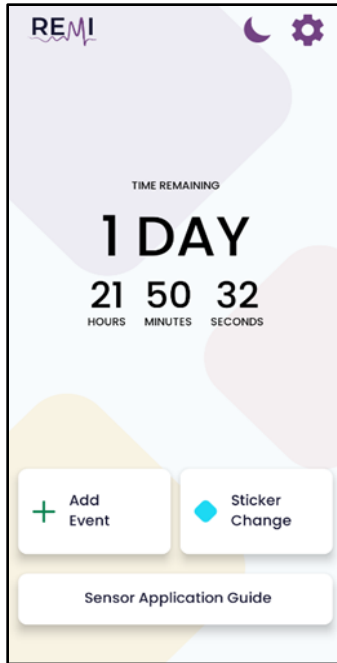 REMI
TIME REMAINING
1 DAY
21 50 32
HOURS MINUTES SECONDS
Add
Event
Sticker
Change
Sensor Application Guide